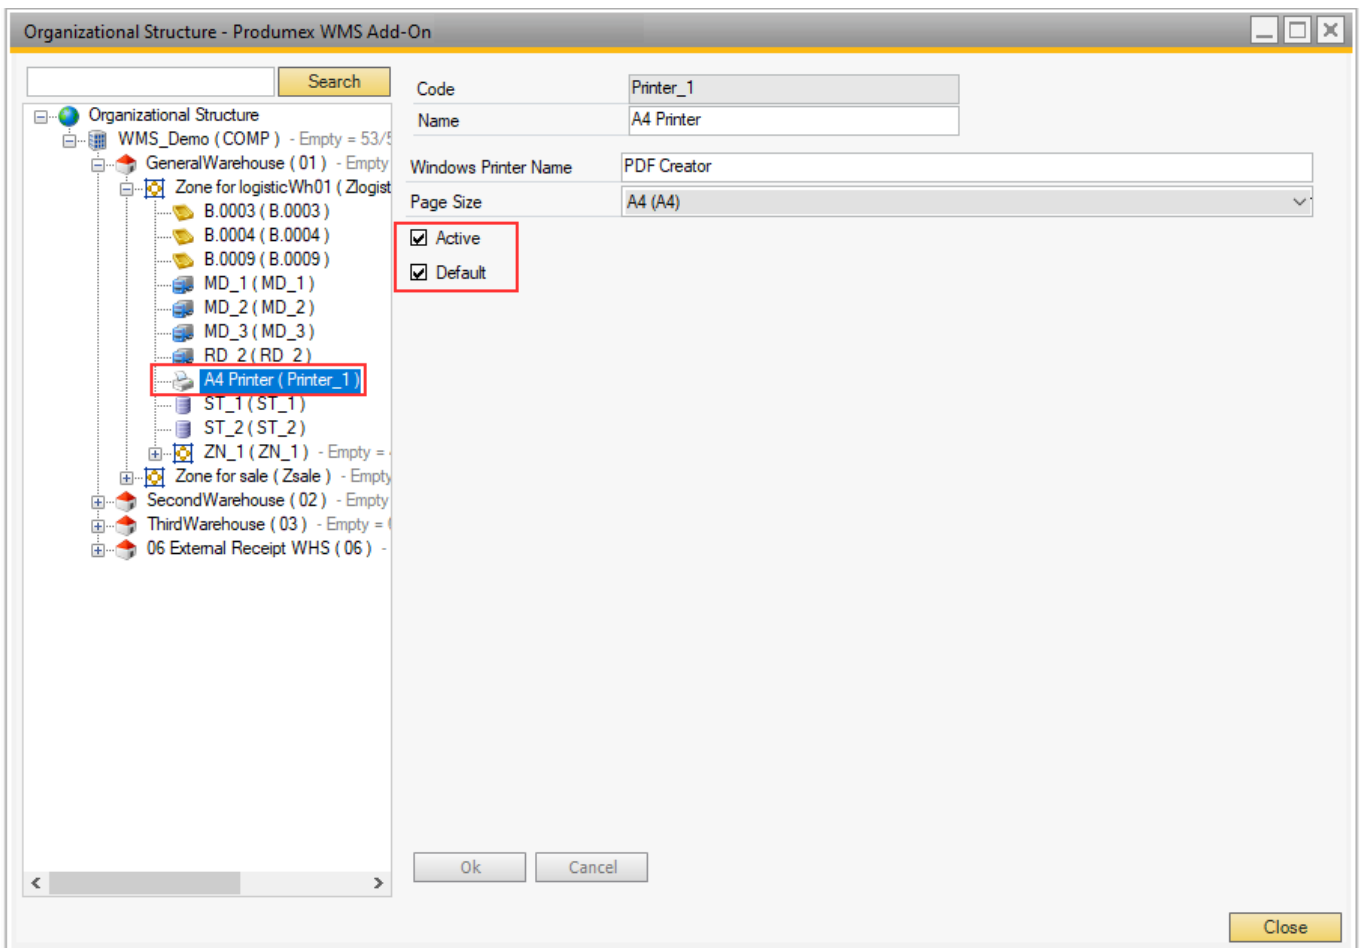 Organizational Structure - Produmex WMS Add-On
Search
Organizational Structure
WMS_Demo ( COMP ) - Empty = 53/5
GeneralWarehouse ( 01 ) - Empty
Zone for logisticWh01 ( Zlogist
B.0003 ( B.0003 )
B.0004 ( B.0004 )
B.0009 ( B.0009 )
MD_1 ( MD_1 )
MD_2 ( MD_2 )
MD_3 ( MD_3 )
RD_2 ( RD_2 )
A4 Printer ( Printer_1 )
ST_1 ( ST_1 )
ST_2 ( ST_2 )
ZN_1 ( ZN_1 ) - Empty =
Zone for sale ( Zsale ) - Empty
SecondWarehouse ( 02 ) - Empty
ThirdWarehouse ( 03 ) - Empty =
06 External Receipt WHS ( 06 ) -
Code Printer_1
Name A4 Printer
Windows Printer Name PDF Creator
Page Size A4 (A4)
Active
Default
Ok Cancel
Close